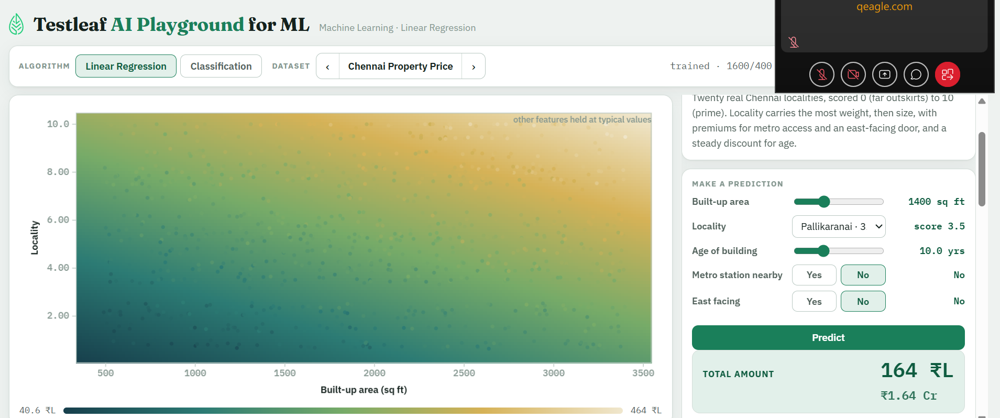 qeagle.com
Testleaf AI Playground for ML
Machine Learning · Linear Regression
ALGORITHM
Linear Regression
Classification
DATASET
‹
Chennai Property Price
›
trained · 1600/400
other features held at typical values
10.0
8.00
6.00
4.00
2.00
Locality
500
1000
1500
2000
2500
3000
3500
Built-up area (sq ft)
40.6 ₹L
464 ₹L
Twenty real Chennai localities, scored 0 (far outskirts) to 10
(prime). Locality carries the most weight, then size, with
premiums for metro access and an east-facing door, and a
steady discount for age.
MAKE A PREDICTION
Built-up area
1400 sq ft
Locality
Pallikaranai · 3
score 3.5
Age of building
10.0 yrs
Metro station nearby
Yes
No
No
East facing
Yes
No
No
Predict
TOTAL AMOUNT
164 ₹L
₹1.64 Cr